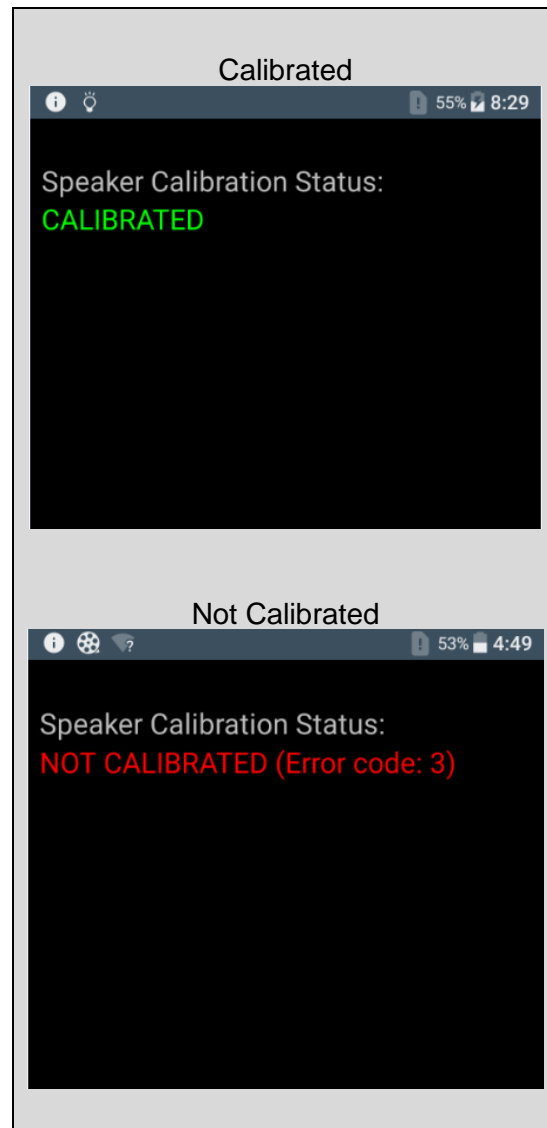 Calibrated
55% 8:29
Speaker Calibration Status:
CALIBRATED
Not Calibrated
53% 4:49
Speaker Calibration Status:
NOT CALIBRATED (Error code: 3)